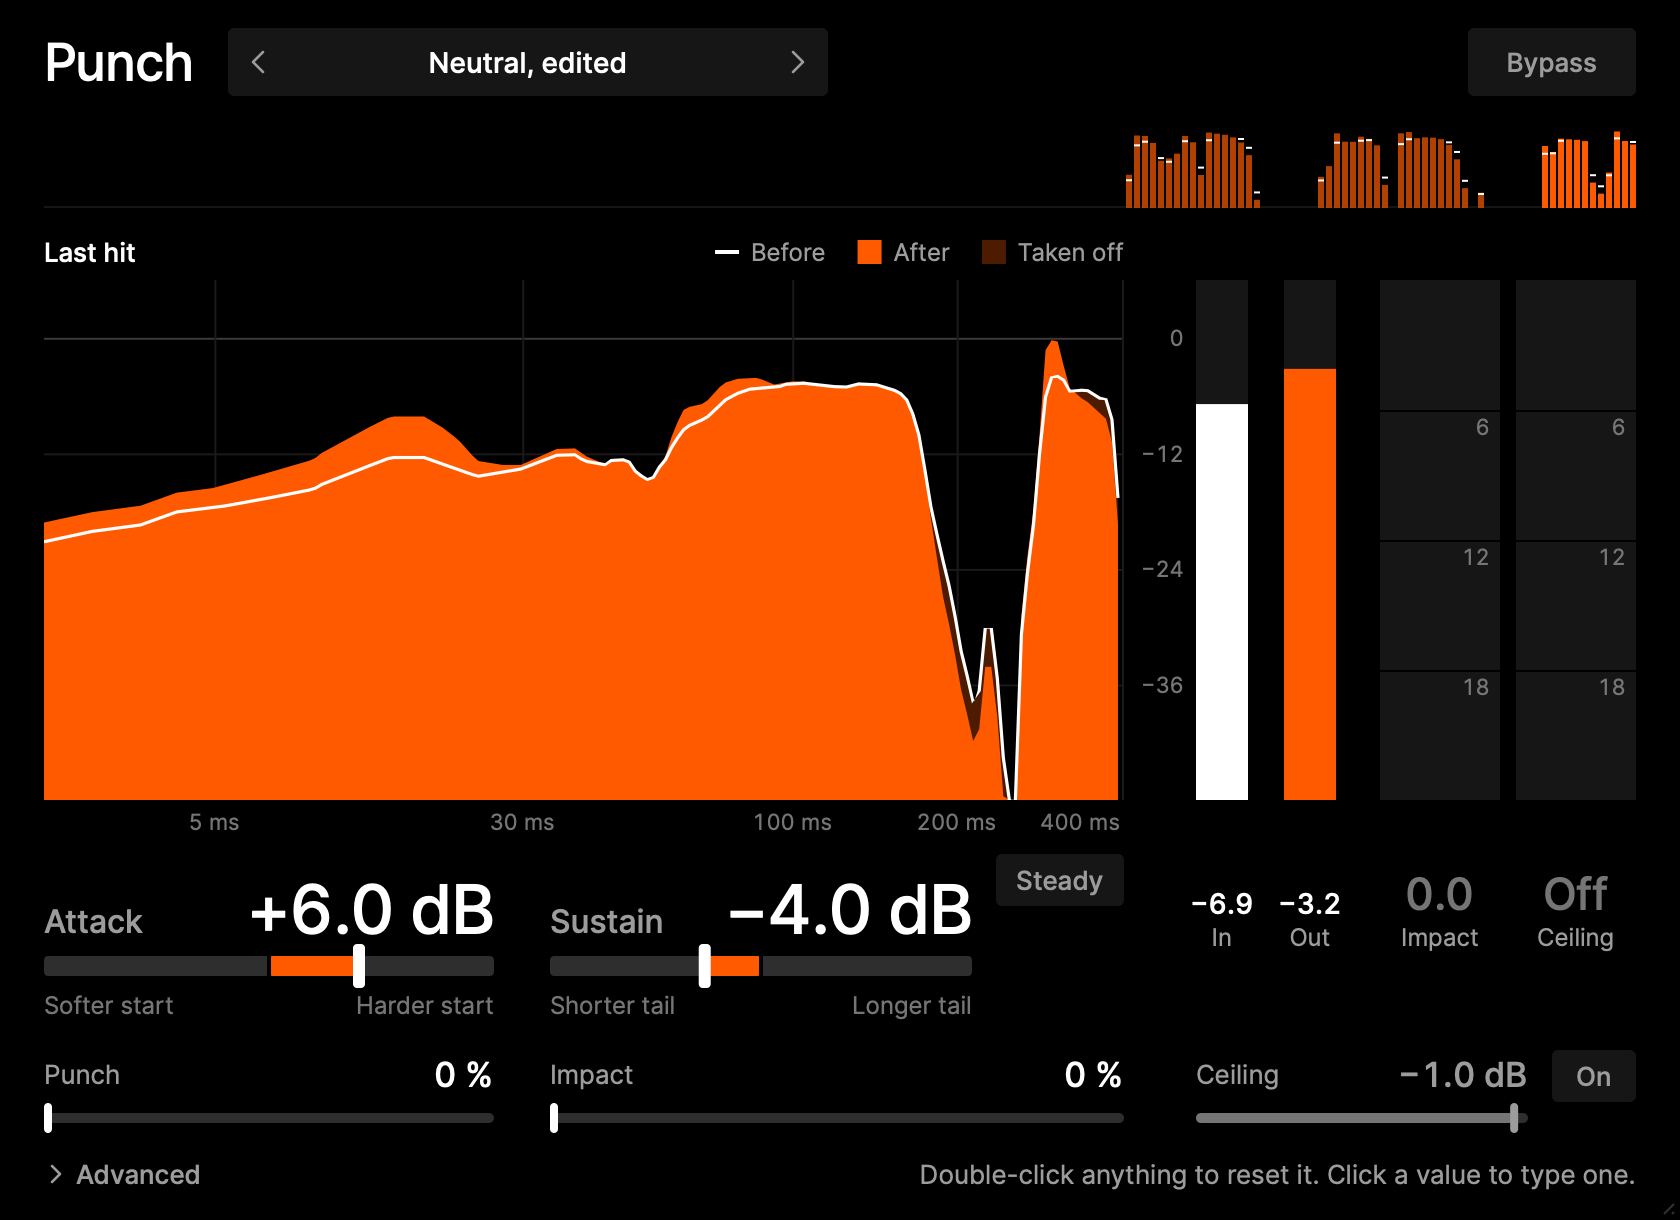 Punch
Neutral, edited
Bypass
Last hit
Before
After
Taken off
0
−12
−24
−36
6
12
18
6
12
18
5 ms
30 ms
100 ms
200 ms
400 ms
Attack
+6.0 dB
Softer start
Harder start
Sustain
−4.0 dB
Shorter tail
Longer tail
Steady
−6.9
In
−3.2
Out
0.0
Impact
Off
Ceiling
Punch
0 %
Impact
0 %
Ceiling
−1.0 dB
On
Advanced
Double-click anything to reset it. Click a value to type one.